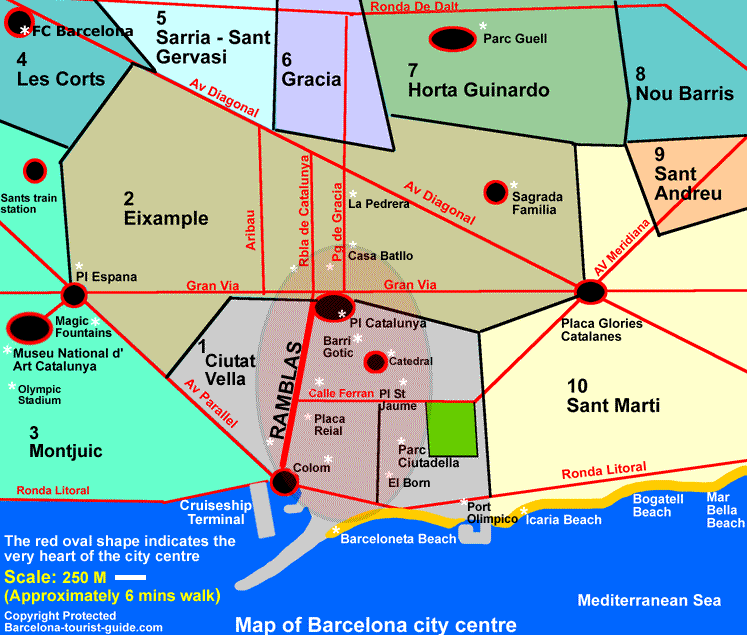 Ronda De Dalt
FC Barcelona
5
Sarria - Sant
Gervasi
6
Gracia
Parc Guell
4
Les Corts
7
Horta Guinardo
8
Nou Barris
Av Diagonal
9
Sant
Andreu
Sants train
station
2
Eixample
Aribau
Rbla de Catalunya
Pg de Gracia
La Pedrera
Av Diagonal
Sagrada
Familia
AV Meridiana
Casa Batllo
Pl Espana
Gran Via
Gran Via
Magic
Fountains
Museu National d'
Art Catalunya
Olympic
Stadium
Pl Catalunya
Placa Glories
Catalanes
1
Ciutat
Vella
Barri
Gotic
Catedral
RAMBLAS
Av Parallel
Calle Ferran
Pl St
Jaume
10
Sant Marti
3
Montjuic
Placa
Reial
Parc
Ciutadella
Colom
El Born
Ronda Litoral
Ronda Litoral
Cruiseship
Terminal
Port
Olimpico
Icaria Beach
Bogatell
Beach
Mar
Bella
Beach
Barceloneta Beach
The red oval shape indicates the
very heart of the city centre
Scale: 250 M
(Approximately 6 mins walk)
Copyright Protected
Barcelona-tourist-guide.com
Map of Barcelona city centre
Mediterranean Sea